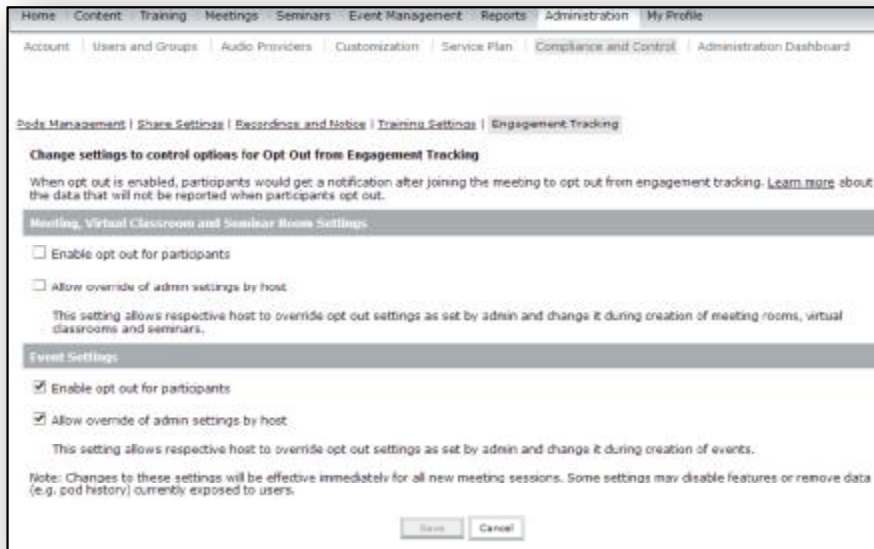 Home Content Training Meetings Seminars Event Management Reports Administration My Profile
Account Users and Groups Audio Providers Customization Service Plan Compliance and Control Administration Dashboard
Pods Management | Share Settings | Recordings and Notice | Training Settings | Engagement Tracking
Change settings to control options for Opt Out from Engagement Tracking
When opt out is enabled, participants would get a notification after joining the meeting to opt out from engagement tracking. Learn more about
the data that will not be reported when participants opt out.
Meeting, Virtual Classroom and Seminar Room Settings
Enable opt out for participants
Allow override of admin settings by host
This setting allows respective host to override opt out settings as set by admin and change it during creation of meeting rooms, virtual
classrooms and seminars.
Event Settings
Enable opt out for participants
Allow override of admin settings by host
This setting allows respective host to override opt out settings as set by admin and change it during creation of events.
Note: Changes to these settings will be effective immediately for all new meeting sessions. Some settings may disable features or remove data
(e.g. pod history) currently exposed to users.
Save Cancel